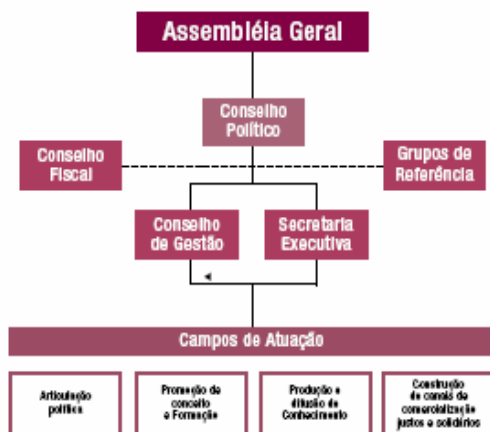 Assembléia Geral
Conselho
Político
Conselho
Fiscal
Grupos de
Referência
Conselho
de Gestão
Secretaria
Executiva
Campos de Atuação
Articulação
política
Promoção de
conceito
e Formação
Produção e
difusão de
Conhecimento
Construção
de canais de
comercialização
justos e solidários